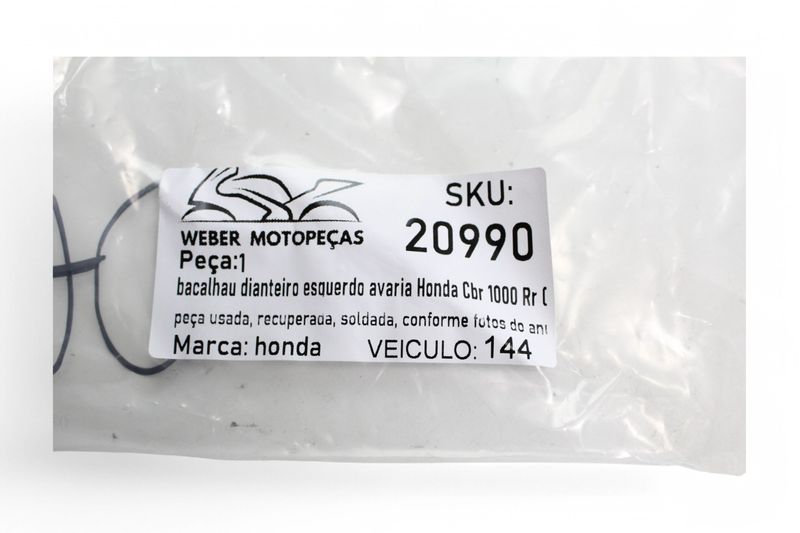 SKU:
20990
WEBER MOTOPEÇAS
Peça:1
bacalhau dianteiro esquerdo avaria Honda Cbr 1000 Rr
peça usada, recuperada, soldada, conforme fotos do
Marca: honda VEICULO: 144